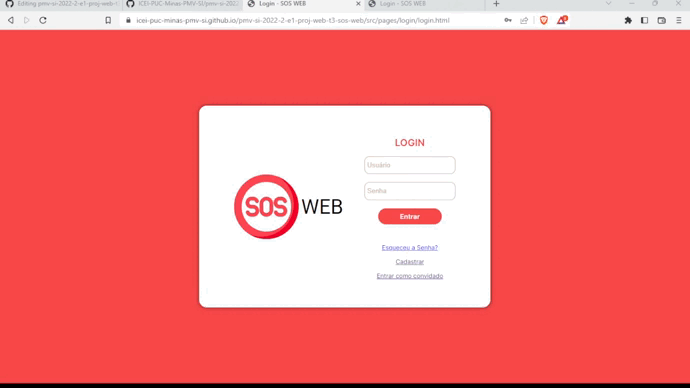 Editing pmv-si-2022-2-e1-proj-web-t
ICEI-PUC-Minas-PMV-SI/pmv-si-2022
Login - SOS WEB
Login - SOS WEB
icei-puc-minas-pmv-si.github.io/pmv-si-2022-2-e1-proj-web-t3-sos-web/src/pages/login/login.html
LOGIN
Usuário
Senha
SOS WEB
Entrar
Esqueceu a Senha?
Cadastrar
Entrar como convidado